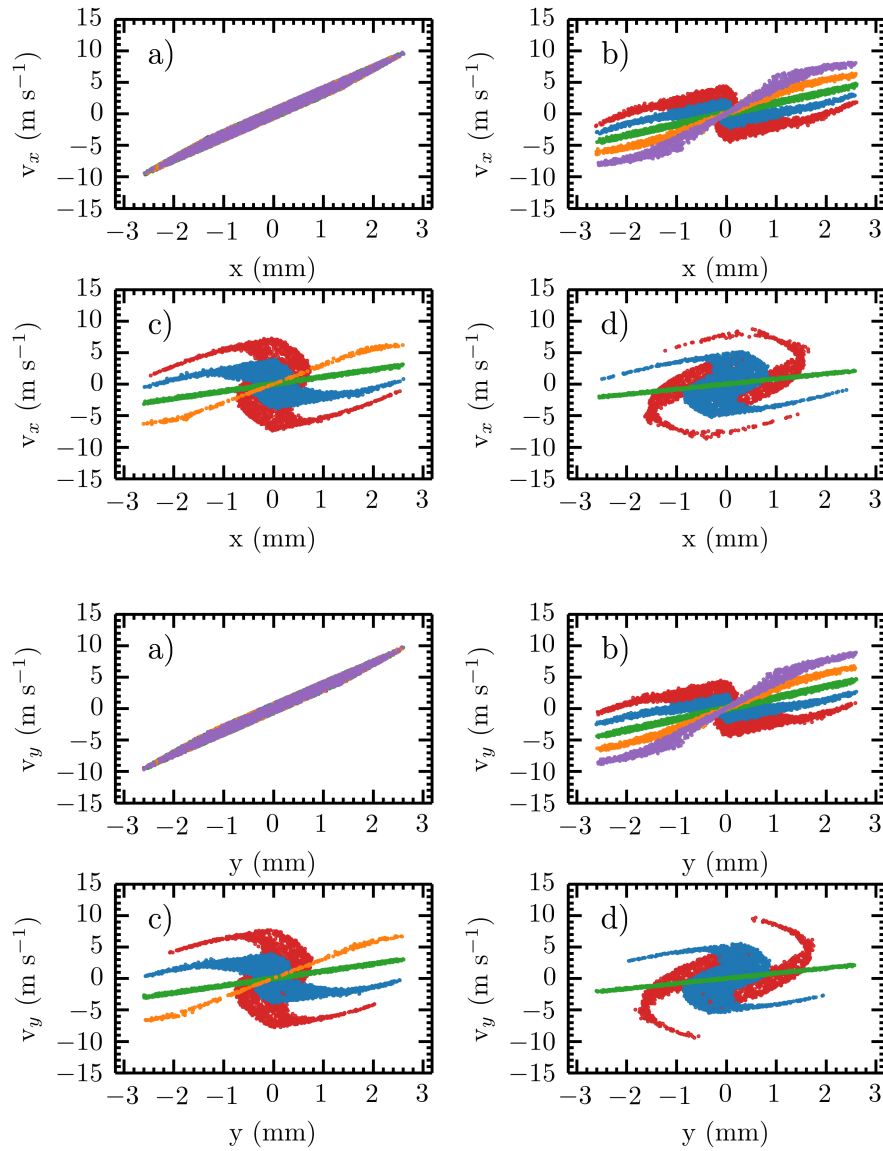 a) b)
v_x (m s⁻¹) 15 10 5 0 −5 −10 −15 v_x (m s⁻¹) 15 10 5 0 −5 −10 −15
−3 −2 −1 0 1 2 3 −3 −2 −1 0 1 2 3
x (mm) x (mm)
c) d)
v_x (m s⁻¹) 15 10 5 0 −5 −10 −15 v_x (m s⁻¹) 15 10 5 0 −5 −10 −15
−3 −2 −1 0 1 2 3 −3 −2 −1 0 1 2 3
x (mm) x (mm)
a) b)
v_y (m s⁻¹) 15 10 5 0 −5 −10 −15 v_y (m s⁻¹) 15 10 5 0 −5 −10 −15
−3 −2 −1 0 1 2 3 −3 −2 −1 0 1 2 3
y (mm) y (mm)
c) d)
v_y (m s⁻¹) 15 10 5 0 −5 −10 −15 v_y (m s⁻¹) 15 10 5 0 −5 −10 −15
−3 −2 −1 0 1 2 3 −3 −2 −1 0 1 2 3
y (mm) y (mm)